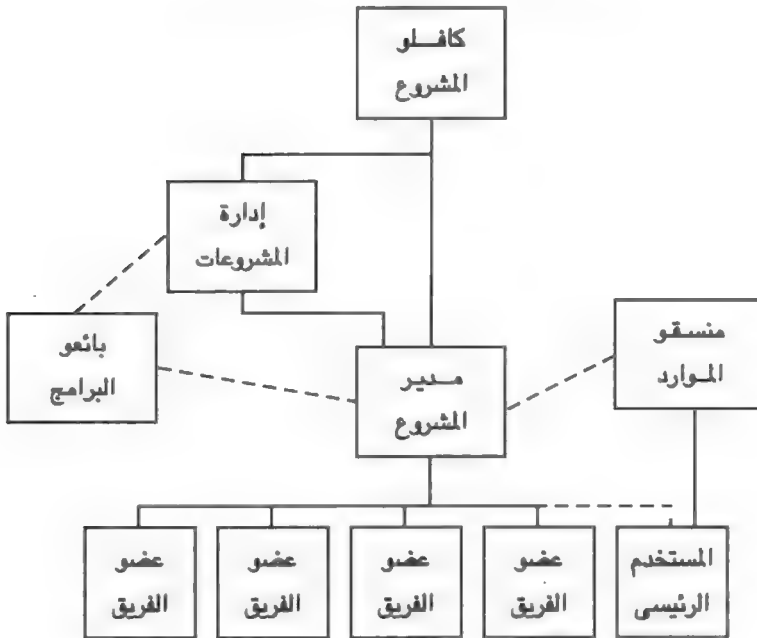 كافلو
المشروع
إدارة
المشروعات
بائعو
البرامج
منسقو
الموارد
مدير
المشروع
عضو
الفريق
عضو
الفريق
عضو
الفريق
عضو
الفريق
المستخدم
الرئيسى